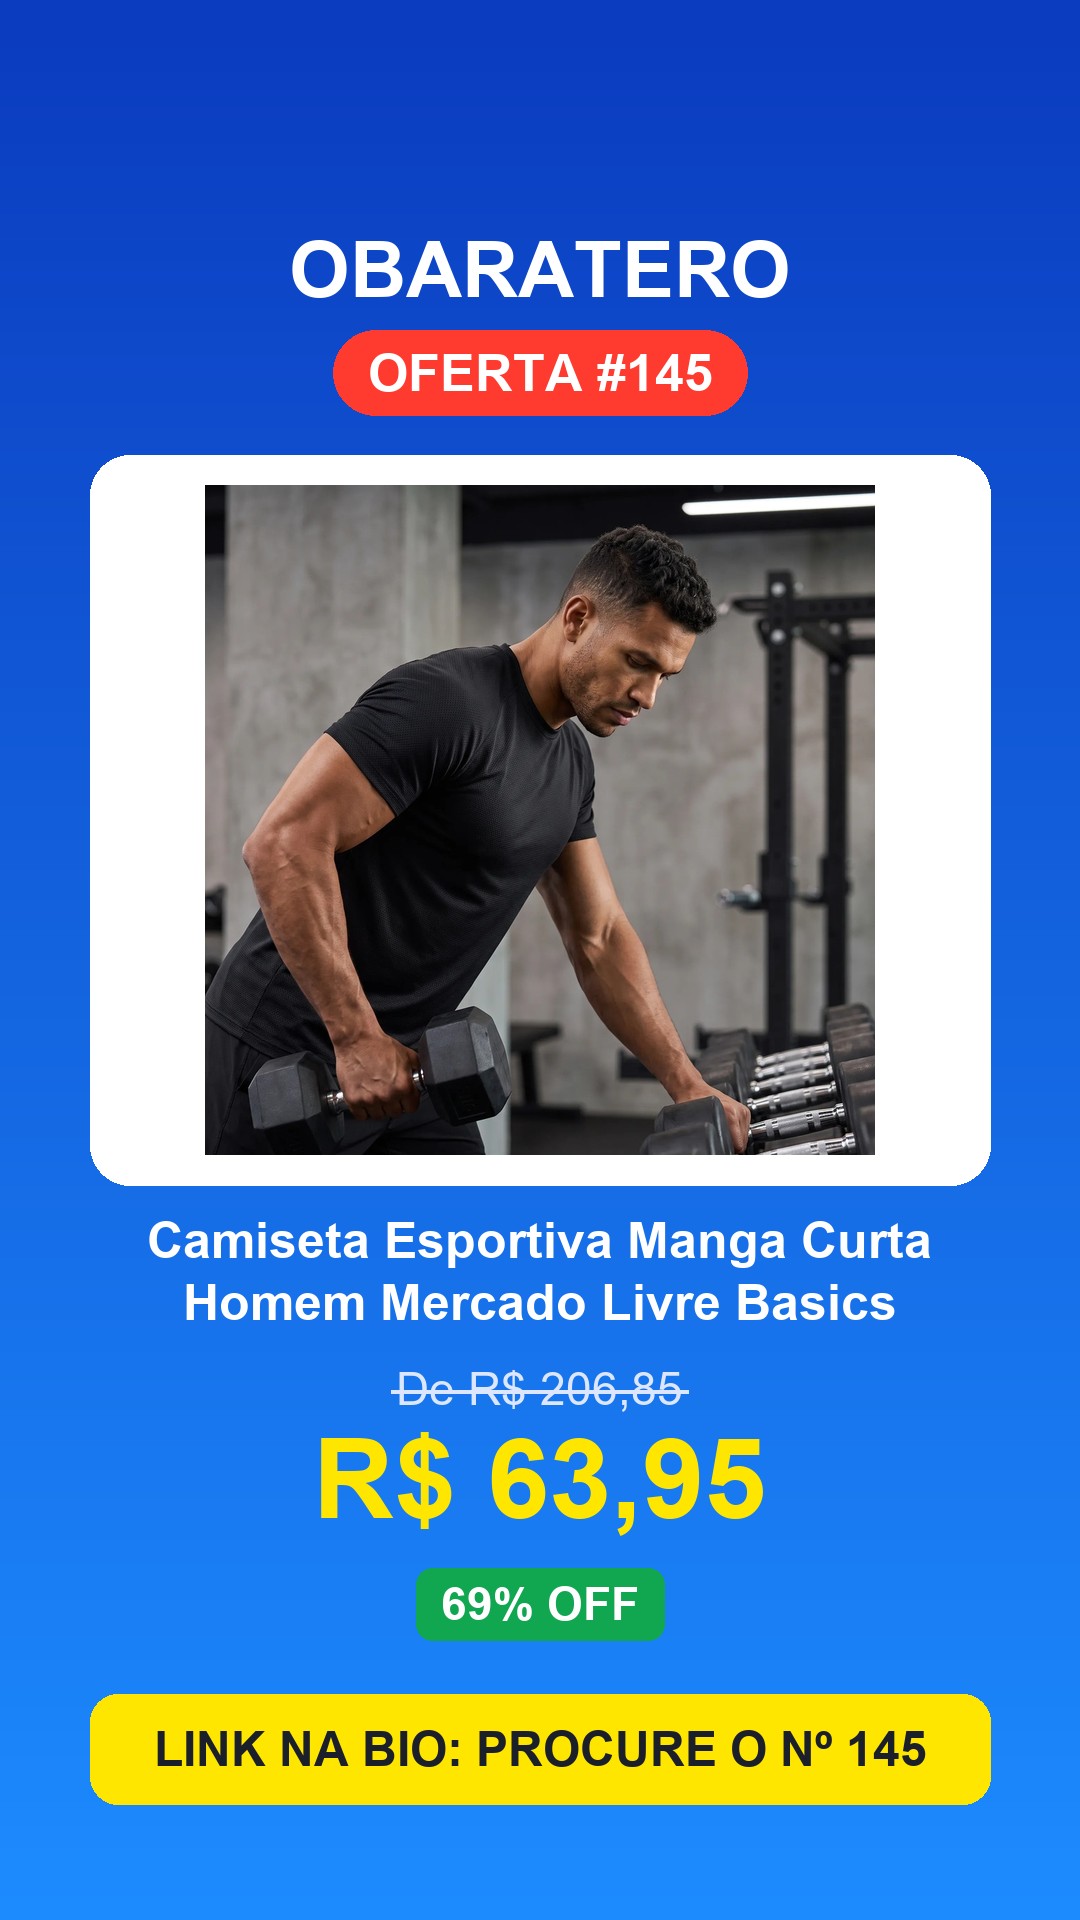 OBARATERO
OFERTA #145
Camiseta Esportiva Manga Curta
Homem Mercado Livre Basics
De R$ 206,85
R$ 63,95
69% OFF
LINK NA BIO: PROCURE O Nº 145